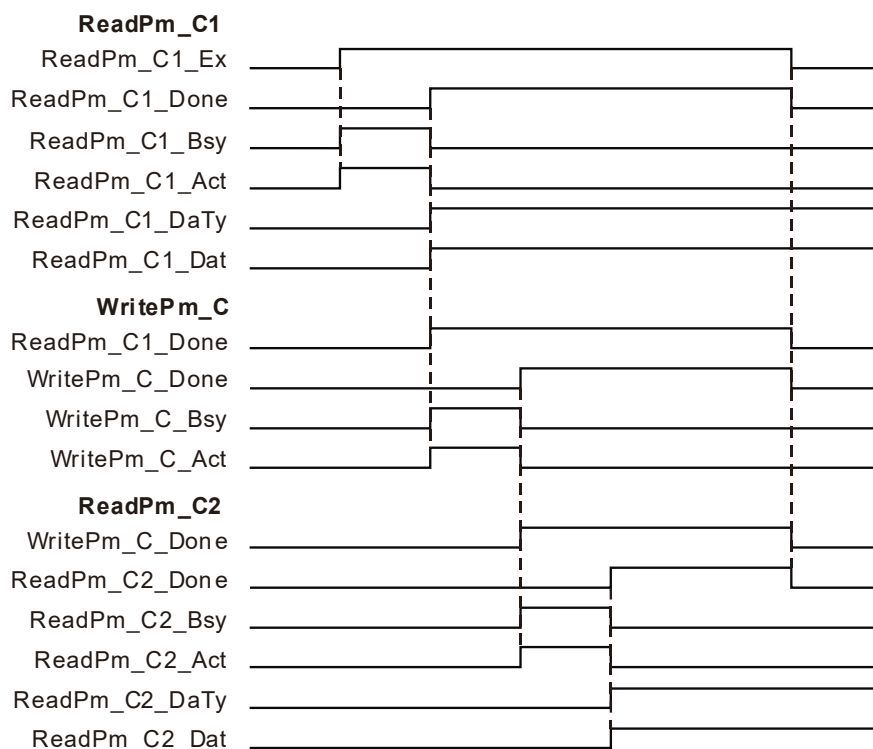 ReadPm_C1
ReadPm_C1_Ex
ReadPm_C1_Done
ReadPm_C1_Bsy
ReadPm_C1_Act
ReadPm_C1_DaTy
ReadPm_C1_Dat
WritePm_C
ReadPm_C1_Done
WritePm_C_Done
WritePm_C_Bsy
WritePm_C_Act
ReadPm_C2
WritePm_C_Done
ReadPm_C2_Done
ReadPm_C2_Bsy
ReadPm_C2_Act
ReadPm_C2_DaTy
ReadPm_C2_Dat